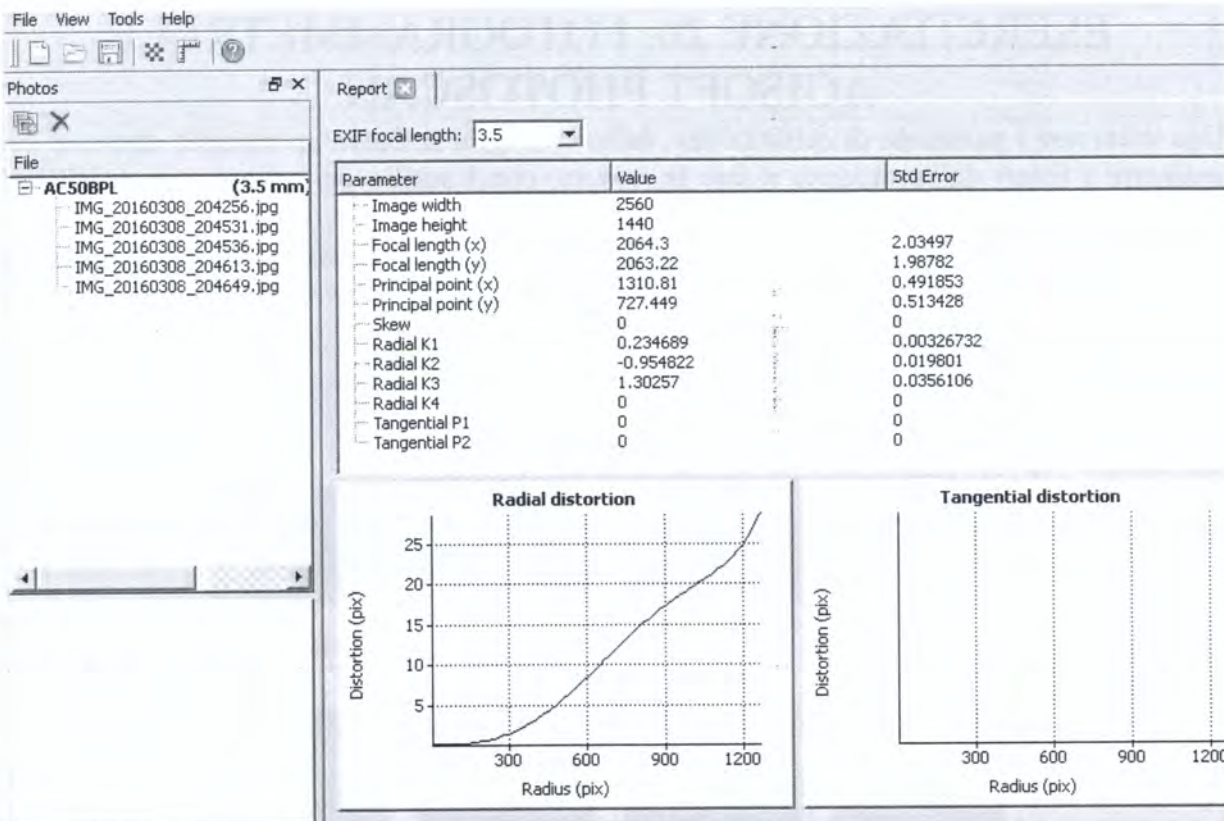 File View Tools Help
Photos
File
AC50BPL (3.5 mm)
IMG_20160308_204256.jpg
IMG_20160308_204531.jpg
IMG_20160308_204536.jpg
IMG_20160308_204613.jpg
IMG_20160308_204649.jpg
Report
EXIF focal length: 3.5
Parameter Value Std Error
Image width 2560
Image height 1440
Focal length (x) 2064.3 2.03497
Focal length (y) 2063.22 1.98782
Principal point (x) 1310.81 0.491853
Principal point (y) 727.449 0.513428
Skew 0 0
Radial K1 0.234689 0.00326732
Radial K2 -0.954822 0.019801
Radial K3 1.30257 0.0356106
Radial K4 0 0
Tangential P1 0 0
Tangential P2 0 0
Radial distortion
Distortion (pix)
25
20
15
10
5
300 600 900 1200
Radius (pix)
Tangential distortion
Distortion (pix)
300 600 900 1200
Radius (pix)